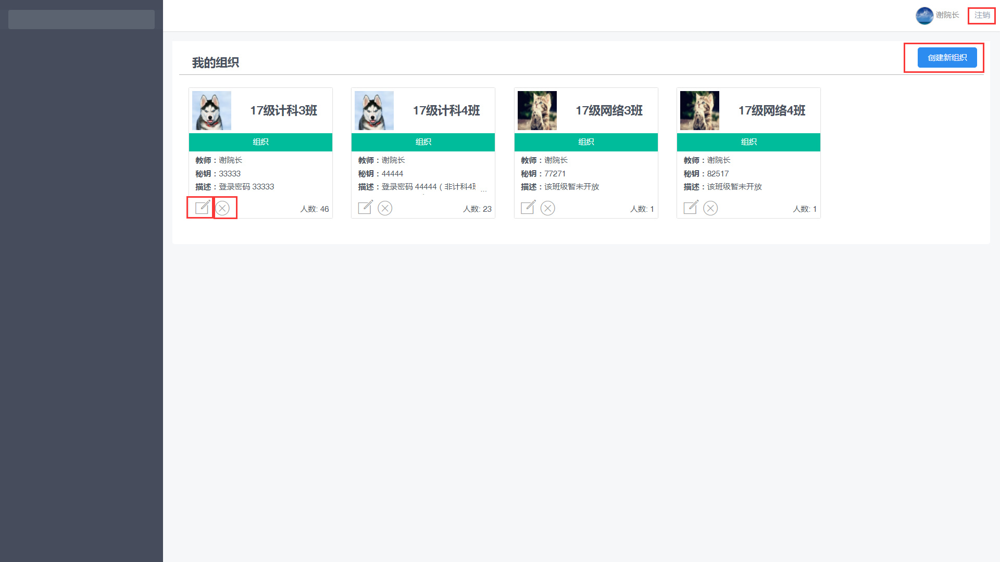 谢院长
注销
我的组织
创建新组织
17级计科3班
组织
教师：谢院长
秘钥：33333
描述：登录密码 33333
人数: 46
17级计科4班
组织
教师：谢院长
秘钥：44444
描述：登录密码 44444（非计科4班...
人数: 23
17级网络3班
组织
教师：谢院长
秘钥：77271
描述：该班级暂未开放
人数: 1
17级网络4班
组织
教师：谢院长
秘钥：82517
描述：该班级暂未开放
人数: 1